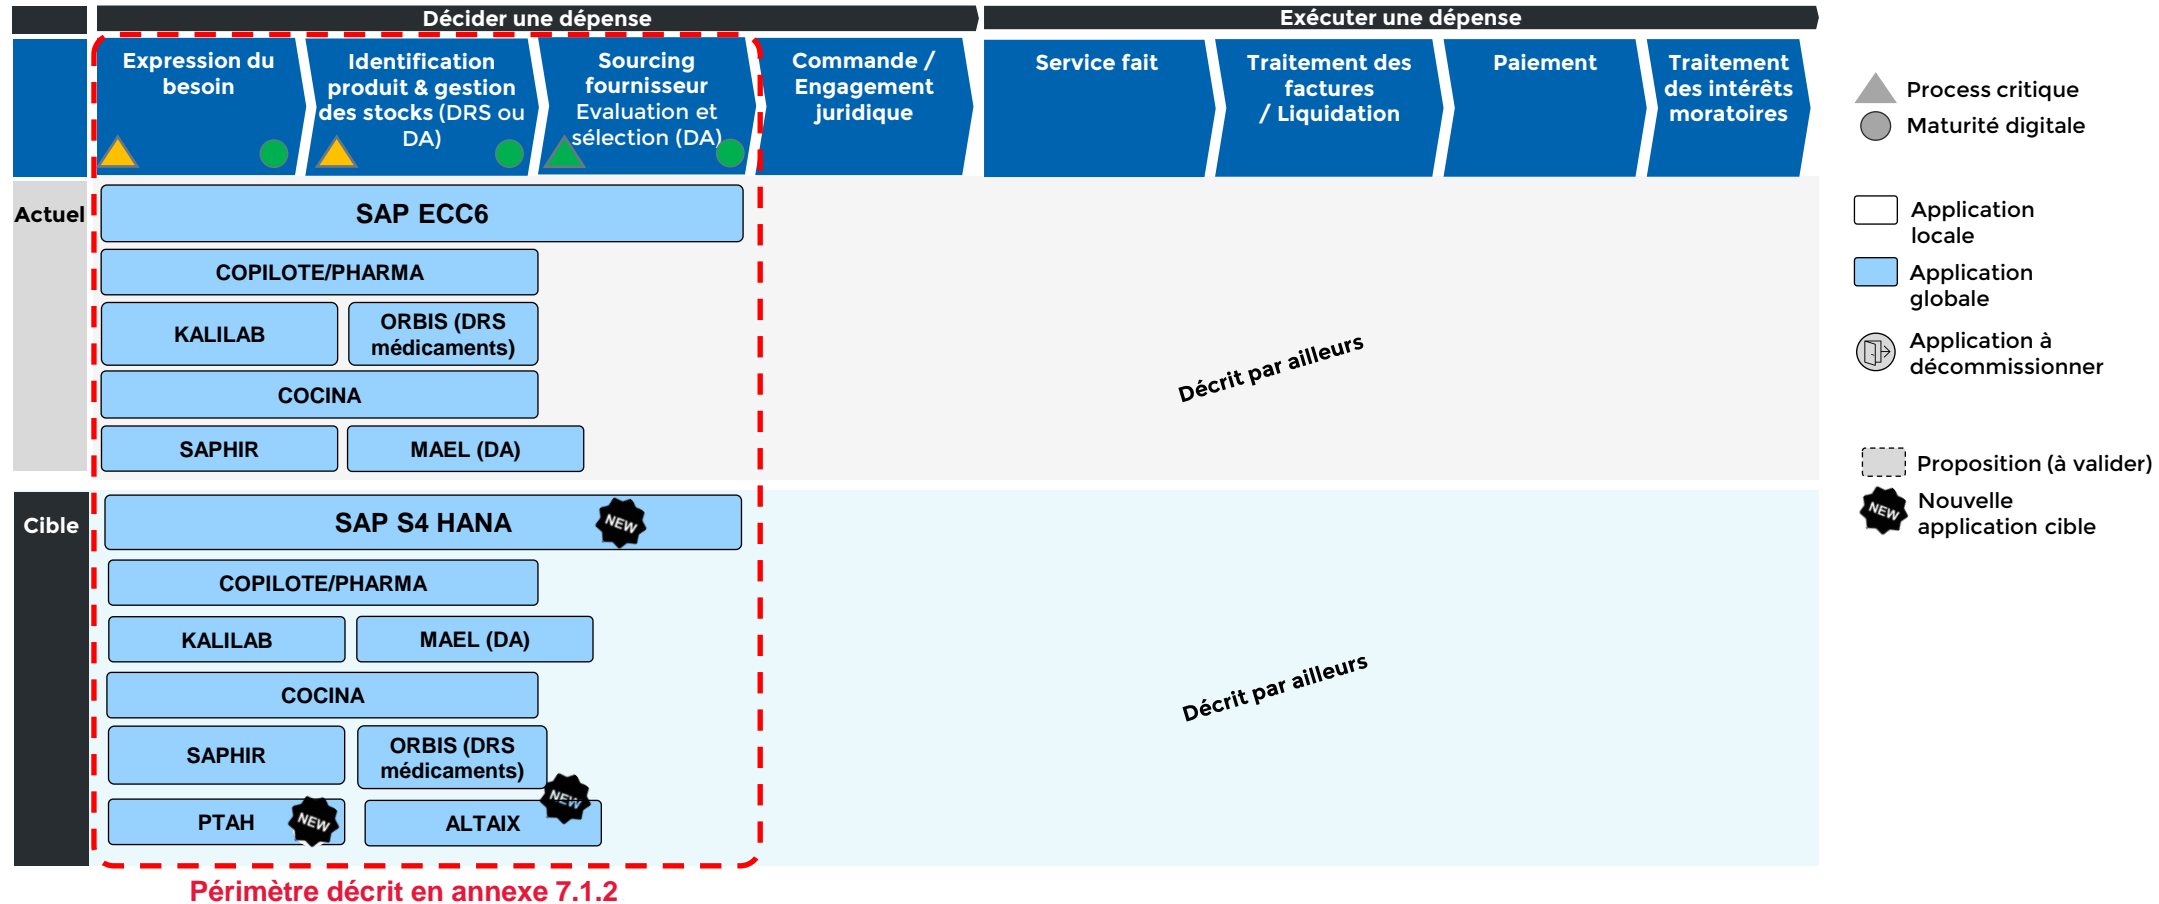 Décider une dépense
Exécuter une dépense
Expression du
besoin
Identification
produit & gestion
des stocks (DRS ou
DA)
Sourcing
fournisseur
Evaluation et
sélection (DA)
Commande /
Engagement
juridique
Service fait
Traitement des
factures
/ Liquidation
Paiement
Traitement
des intérêts
moratoires
Process critique
Maturité digitale
Actuel
SAP ECC6
COPILOTE/PHARMA
KALILAB
ORBIS (DRS
médicaments)
COCINA
SAPHIR
MAEL (DA)
Décrit par ailleurs
Application
locale
Application
globale
Application à
décommissionner
Proposition (à valider)
NEW
Nouvelle
application cible
Cible
SAP S4 HANA
NEW
COPILOTE/PHARMA
KALILAB
MAEL (DA)
COCINA
SAPHIR
ORBIS (DRS
médicaments)
PTAH
NEW
ALTAIX
NEW
Décrit par ailleurs
Périmètre décrit en annexe 7.1.2